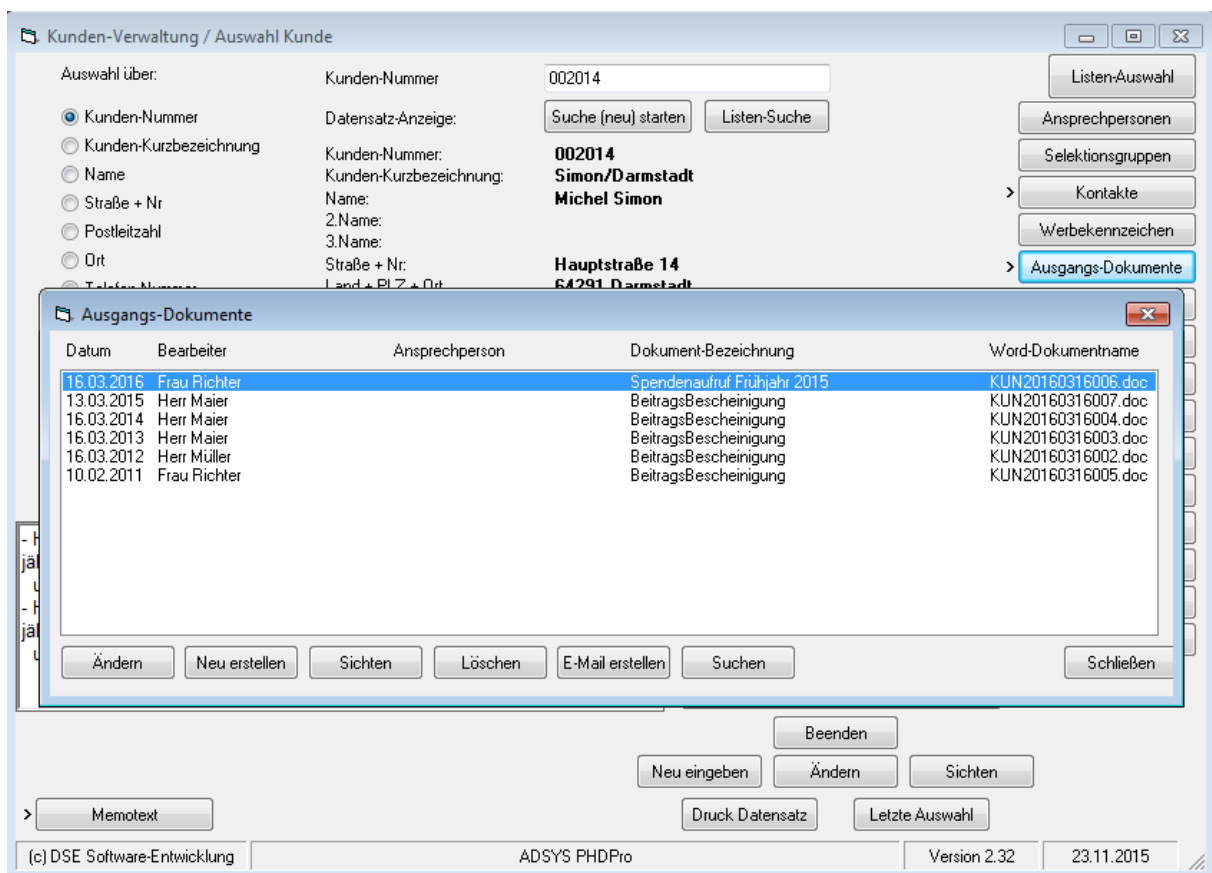 Kunden-Verwaltung / Auswahl Kunde
Auswahl über:
Kunden-Nummer
002014
Listen-Auswahl
Kunden-Nummer
Datensatz-Anzeige:
Suche (neu) starten
Listen-Suche
Ansprechpersonen
Kunden-Kurzbezeichnung
Kunden-Nummer:
002014
Selektionsgruppen
Name
Kunden-Kurzbezeichnung:
Simon/Darmstadt
Straße + Nr
Name:
Michel Simon
> Kontakte
Postleitzahl
2.Name:
3.Name:
Werbekennzeichen
Ort
Straße + Nr:
Hauptstraße 14
> Ausgangs-Dokumente
Telefon-Nummer
Land + PLZ + Ort
64291 Darmstadt
Ausgangs-Dokumente
Datum Bearbeiter Ansprechperson Dokument-Bezeichnung Word-Dokumentname
16.03.2016 Frau Richter Spendenaufruf Frühjahr 2015 KUN20160316006.doc
13.03.2015 Herr Maier BeitragsBescheinigung KUN20160316007.doc
16.03.2014 Herr Maier BeitragsBescheinigung KUN20160316004.doc
16.03.2013 Herr Maier BeitragsBescheinigung KUN20160316003.doc
16.03.2012 Herr Müller BeitragsBescheinigung KUN20160316002.doc
10.02.2011 Frau Richter BeitragsBescheinigung KUN20160316005.doc
Ändern Neu erstellen Sichten Löschen E-Mail erstellen Suchen Schließen
Beenden
Neu eingeben Ändern Sichten
> Memotext Druck Datensatz Letzte Auswahl
(c) DSE Software-Entwicklung ADSYS PHDPro Version 2.32 23.11.2015